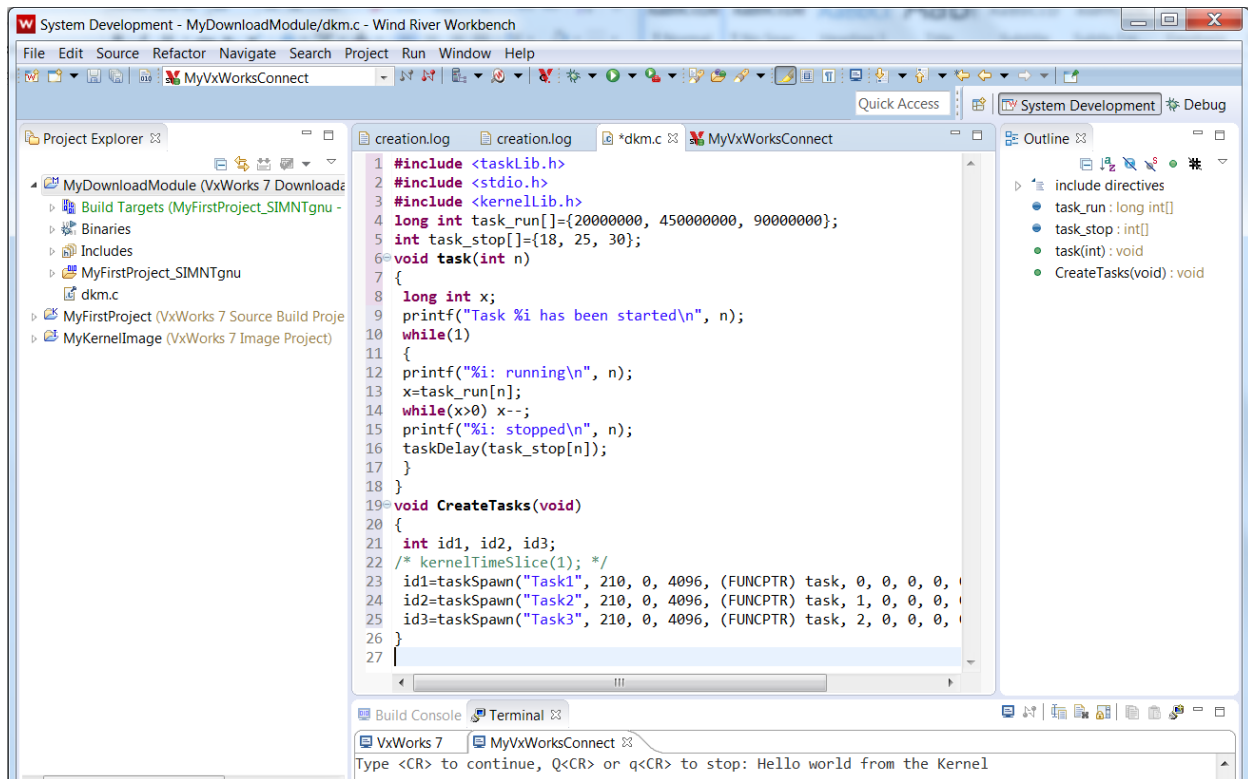 System Development - MyDownloadModule/dkm.c - Wind River Workbench
File Edit Source Refactor Navigate Search Project Run Window Help
MyVxWorksConnect
Quick Access
System Development
Debug
Project Explorer
MyDownloadModule (VxWorks 7 Downloada
Build Targets (MyFirstProject_SIMNTgnu -
Binaries
Includes
MyFirstProject_SIMNTgnu
dkm.c
MyFirstProject (VxWorks 7 Source Build Proje
MyKernelImage (VxWorks 7 Image Project)
creation.log creation.log *dkm.c MyVxWorksConnect
1 #include <taskLib.h>
2 #include <stdio.h>
3 #include <kernelLib.h>
4 long int task_run[]={20000000, 450000000, 90000000};
5 int task_stop[]={18, 25, 30};
6 void task(int n)
7 {
8 long int x;
9 printf("Task %i has been started\n", n);
10 while(1)
11 {
12 printf("%i: running\n", n);
13 x=task_run[n];
14 while(x>0) x--;
15 printf("%i: stopped\n", n);
16 taskDelay(task_stop[n]);
17 }
18 }
19 void CreateTasks(void)
20 {
21 int id1, id2, id3;
22 /* kernelTimeSlice(1); */
23 id1=taskSpawn("Task1", 210, 0, 4096, (FUNCPTR) task, 0, 0, 0, 0,
24 id2=taskSpawn("Task2", 210, 0, 4096, (FUNCPTR) task, 1, 0, 0, 0,
25 id3=taskSpawn("Task3", 210, 0, 4096, (FUNCPTR) task, 2, 0, 0, 0,
26 }
27
Outline
include directives
task_run : long int[]
task_stop : int[]
task(int) : void
CreateTasks(void) : void
Build Console Terminal
VxWorks 7 MyVxWorksConnect
Type <CR> to continue, Q<CR> or q<CR> to stop: Hello world from the Kernel